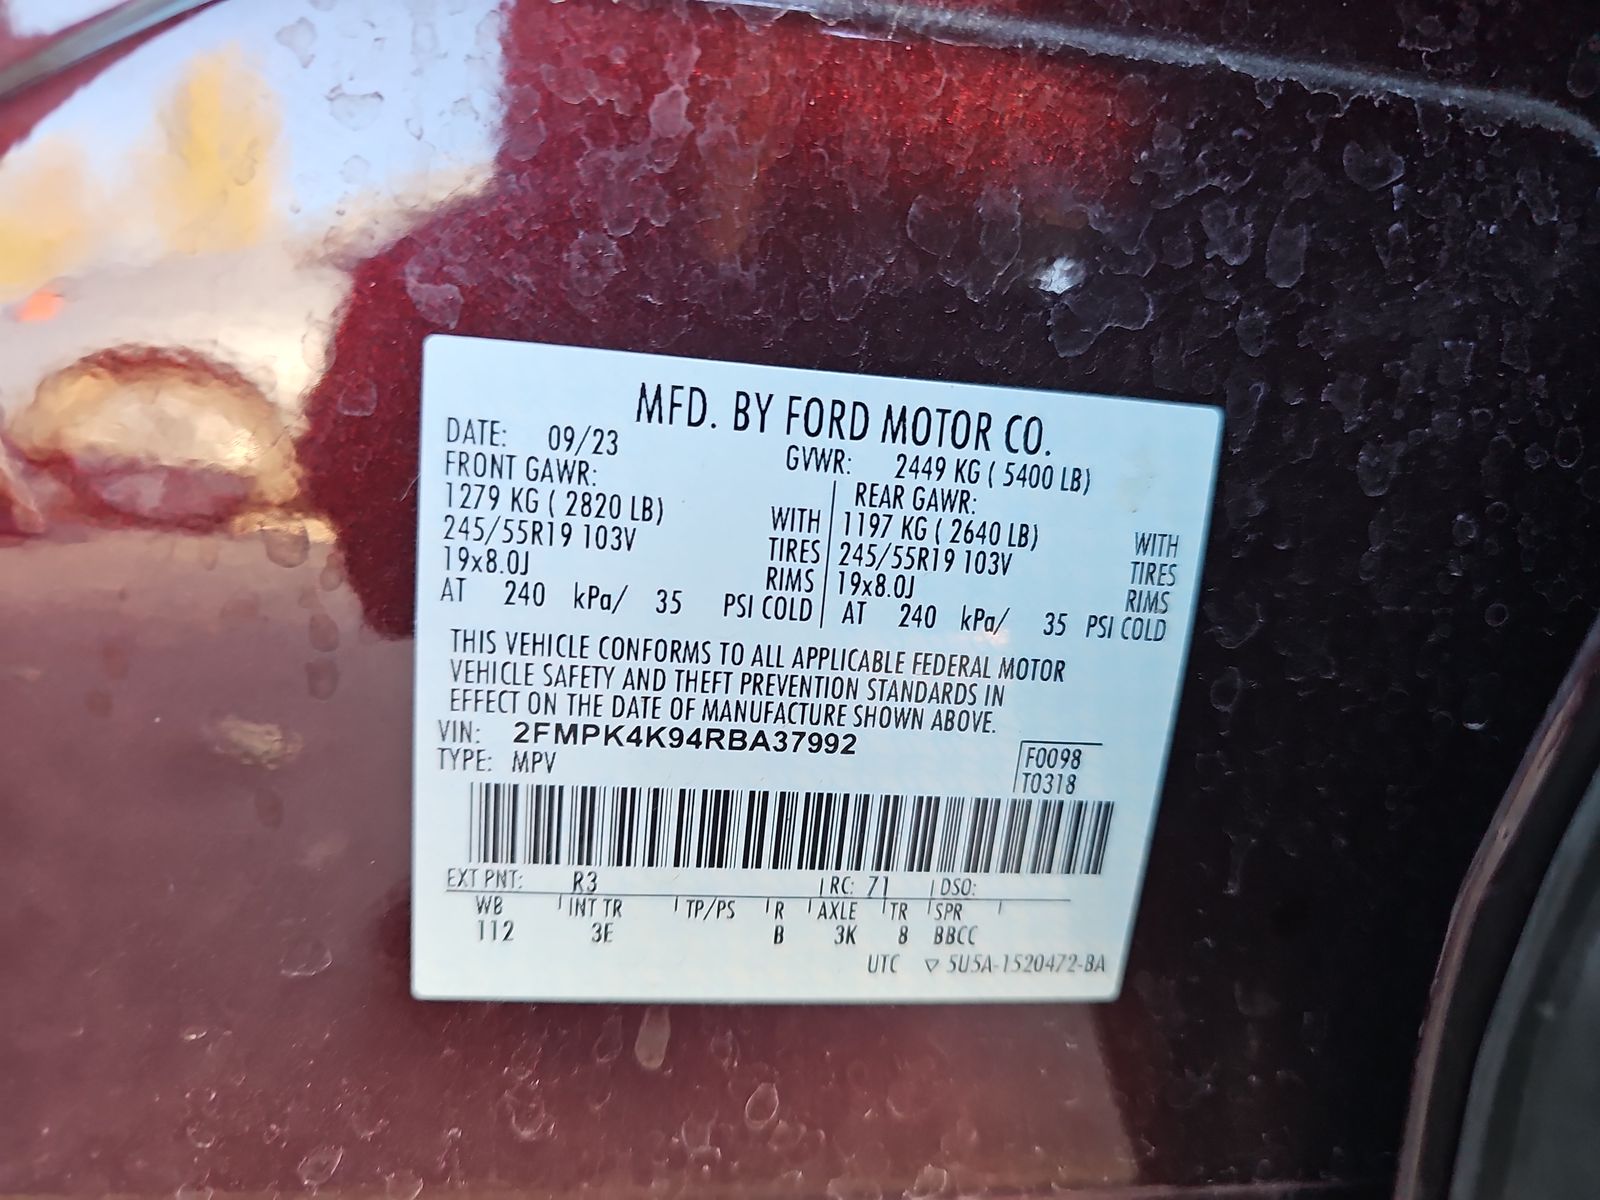 MFD. BY FORD MOTOR CO.
DATE: 09/23 GVWR: 2449 KG ( 5400 LB)
FRONT GAWR: REAR GAWR:
1279 KG ( 2820 LB) WITH 1197 KG ( 2640 LB) WITH
245/55R19 103V TIRES 245/55R19 103V TIRES
19x8.0J RIMS 19x8.0J RIMS
AT 240 kPa/ 35 PSI COLD AT 240 kPa/ 35 PSI COLD
THIS VEHICLE CONFORMS TO ALL APPLICABLE FEDERAL MOTOR
VEHICLE SAFETY AND THEFT PREVENTION STANDARDS IN
EFFECT ON THE DATE OF MANUFACTURE SHOWN ABOVE.
VIN: 2FMPK4K94RBA37992
TYPE: MPV
F0098
T0318
EXT PNT: R3 RC: 71 DSO:
WB INT TR TP/PS R AXLE TR SPR
112 3E B 3K 8 BBCC
UTC ▽ 5U5A-1520472-BA